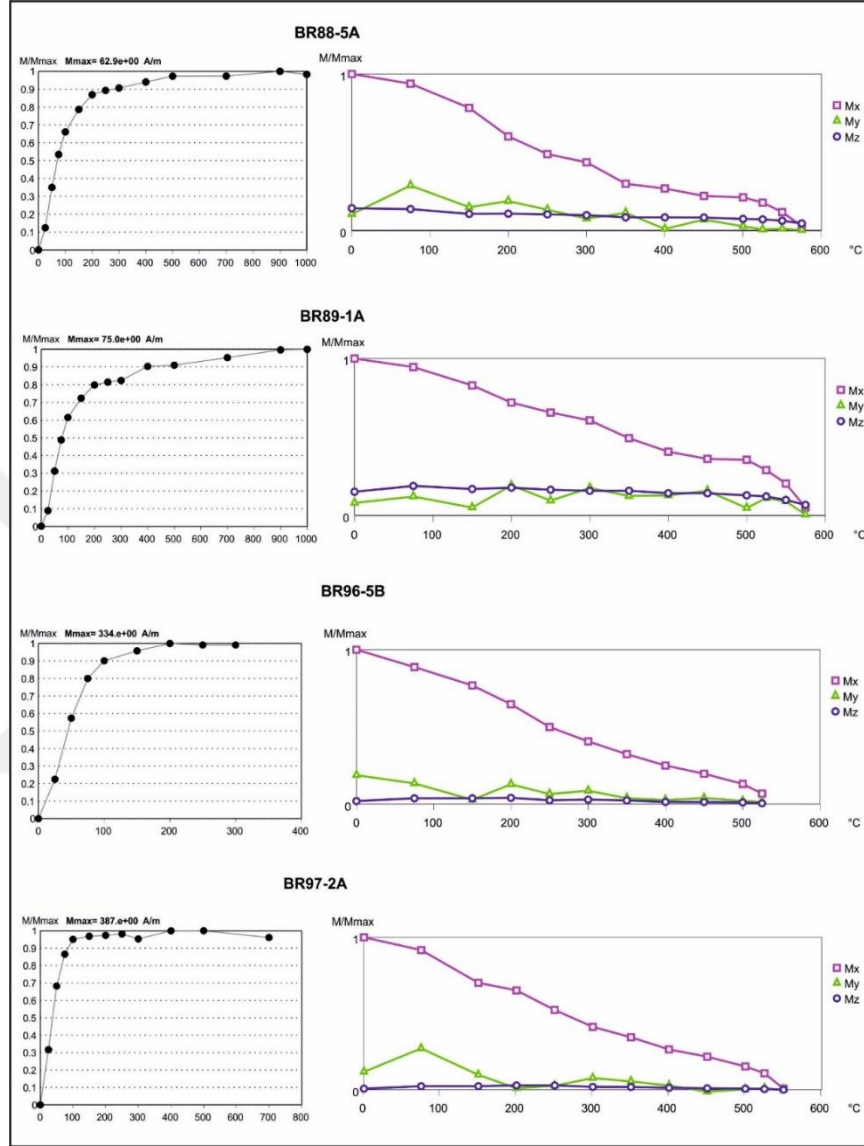 BR88-5A
M/Mmax Mmax= 62.9e+00 A/m
1
0.9
0.8
0.7
0.6
0.5
0.4
0.3
0.2
0.1
0
0 100 200 300 400 500 600 700 800 900 1000
M/Mmax
1
0
0 100 200 300 400 500 600 °C
Mx
My
Mz
BR89-1A
M/Mmax Mmax= 75.0e+00 A/m
1
0.9
0.8
0.7
0.6
0.5
0.4
0.3
0.2
0.1
0
0 100 200 300 400 500 600 700 800 900 1000
M/Mmax
1
0
0 100 200 300 400 500 600 °C
Mx
My
Mz
BR96-5B
M/Mmax Mmax= 334.e+00 A/m
1
0.9
0.8
0.7
0.6
0.5
0.4
0.3
0.2
0.1
0
0 100 200 300 400
M/Mmax
1
0
0 100 200 300 400 500 600 °C
Mx
My
Mz
BR97-2A
M/Mmax Mmax= 387.e+00 A/m
1
0.9
0.8
0.7
0.6
0.5
0.4
0.3
0.2
0.1
0
0 100 200 300 400 500 600 700 800
M/Mmax
1
0
0 100 200 300 400 500 600 °C
Mx
My
Mz